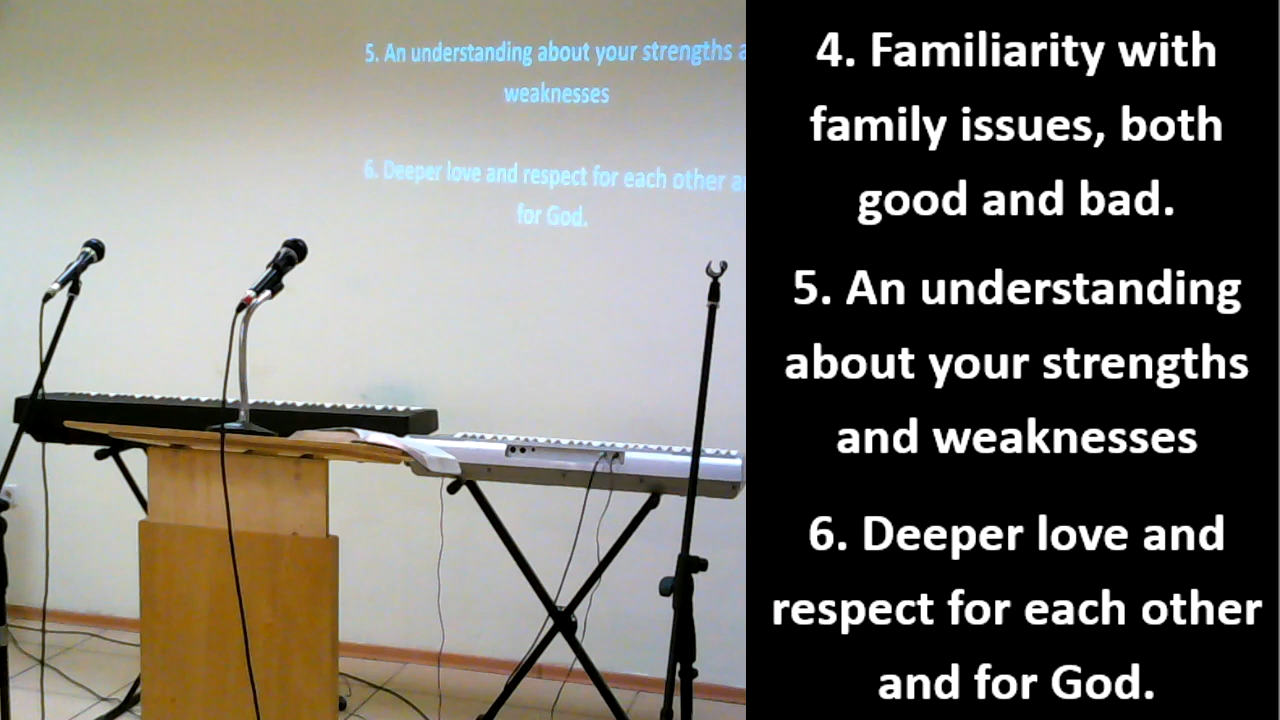 5. An understanding about your strengths a
weaknesses
6. Deeper love and respect for each other a
for God.
4. Familiarity with
family issues, both
good and bad.
5. An understanding
about your strengths
and weaknesses
6. Deeper love and
respect for each other
and for God.